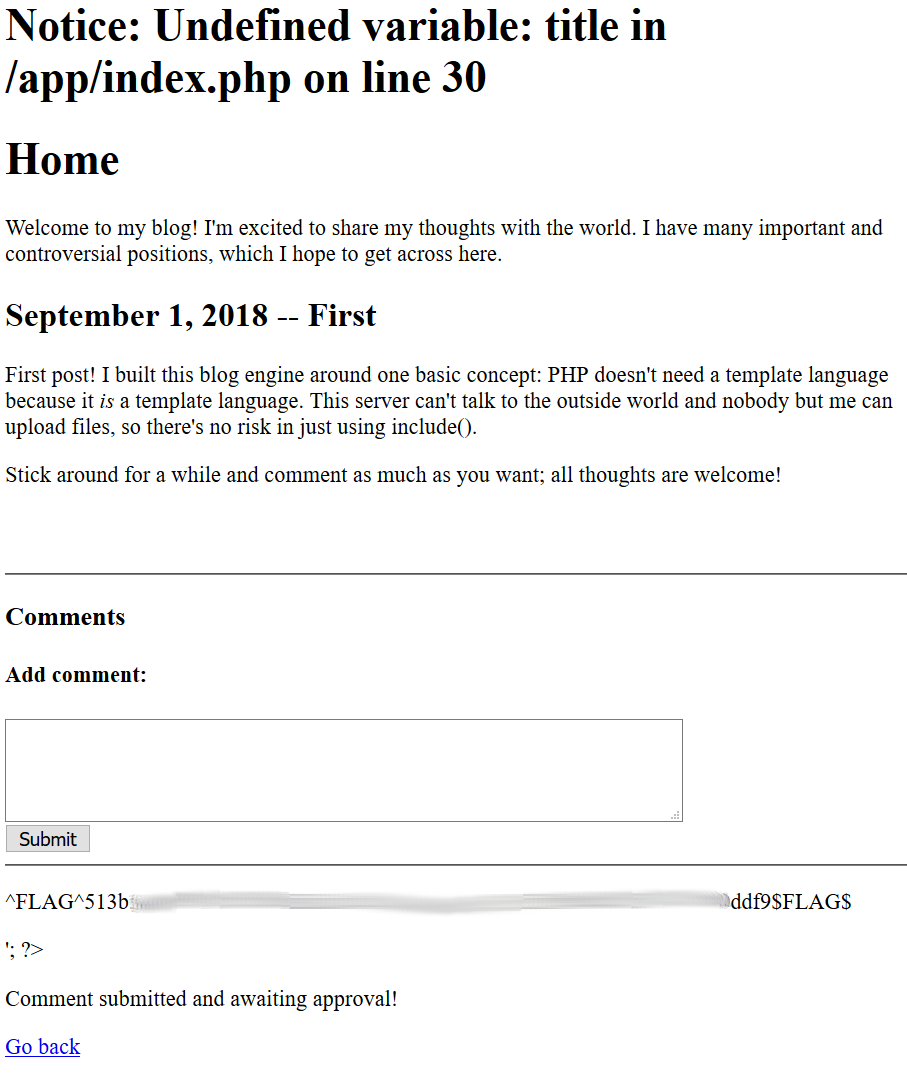 Notice: Undefined variable: title in
/app/index.php on line 30
Home
Welcome to my blog! I'm excited to share my thoughts with the world. I have many important and
controversial positions, which I hope to get across here.
September 1, 2018 -- First
First post! I built this blog engine around one basic concept: PHP doesn't need a template language
because it is a template language. This server can't talk to the outside world and nobody but me can
upload files, so there's no risk in just using include().
Stick around for a while and comment as much as you want; all thoughts are welcome!
Comments
Add comment:
Submit
^FLAG^513b ddf9$FLAG$
'; ?>
Comment submitted and awaiting approval!
Go back